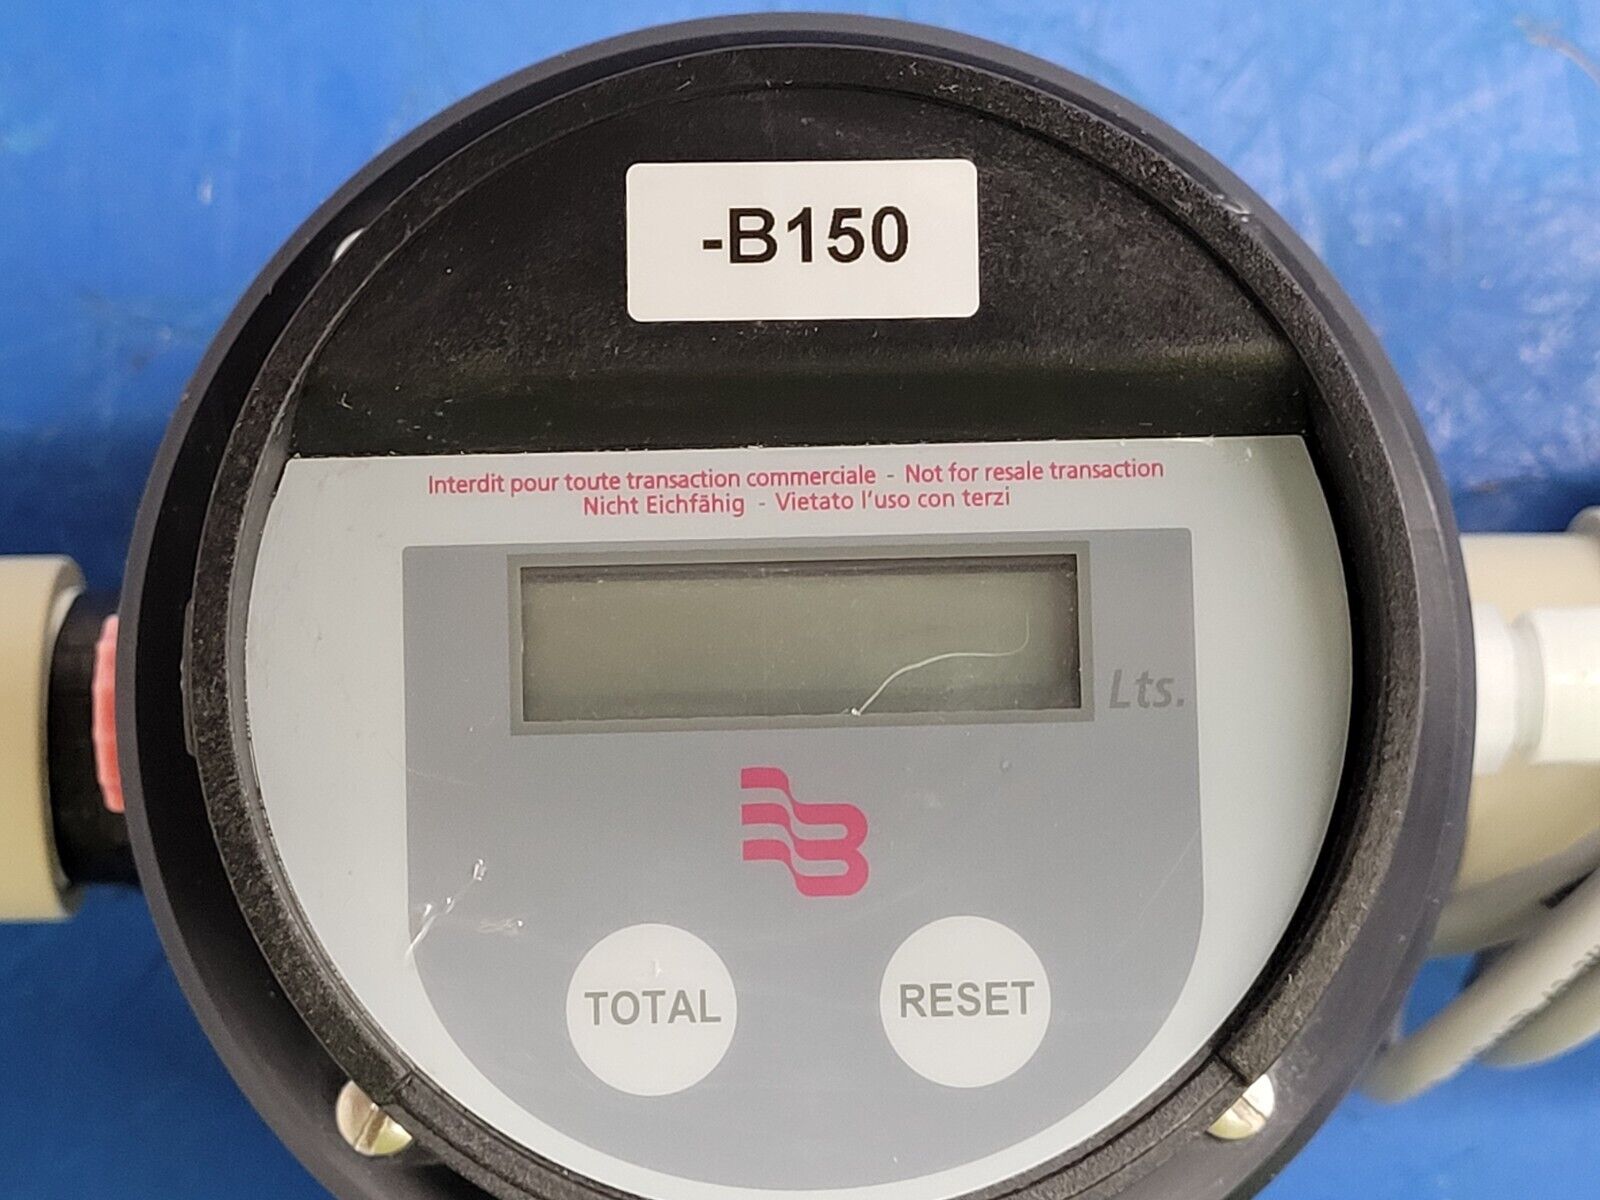 -B150
Interdit pour toute transaction commerciale - Not for resale transaction
Nicht Eichfähig - Vietato l'uso con terzi
Lts.
TOTAL
RESET